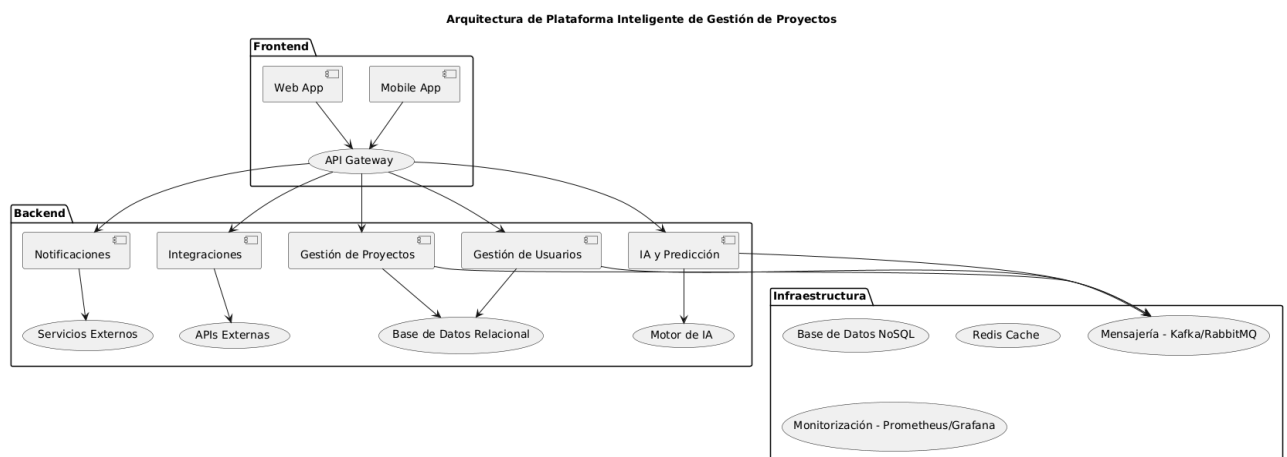 Arquitectura de Plataforma Inteligente de Gestión de Proyectos
Frontend
Web App
Mobile App
API Gateway
Backend
Notificaciones
Integraciones
Gestión de Proyectos
Gestión de Usuarios
IA y Predicción
Servicios Externos
APIs Externas
Base de Datos Relacional
Motor de IA
Infraestructura
Base de Datos NoSQL
Redis Cache
Mensajería - Kafka/RabbitMQ
Monitorización - Prometheus/Grafana